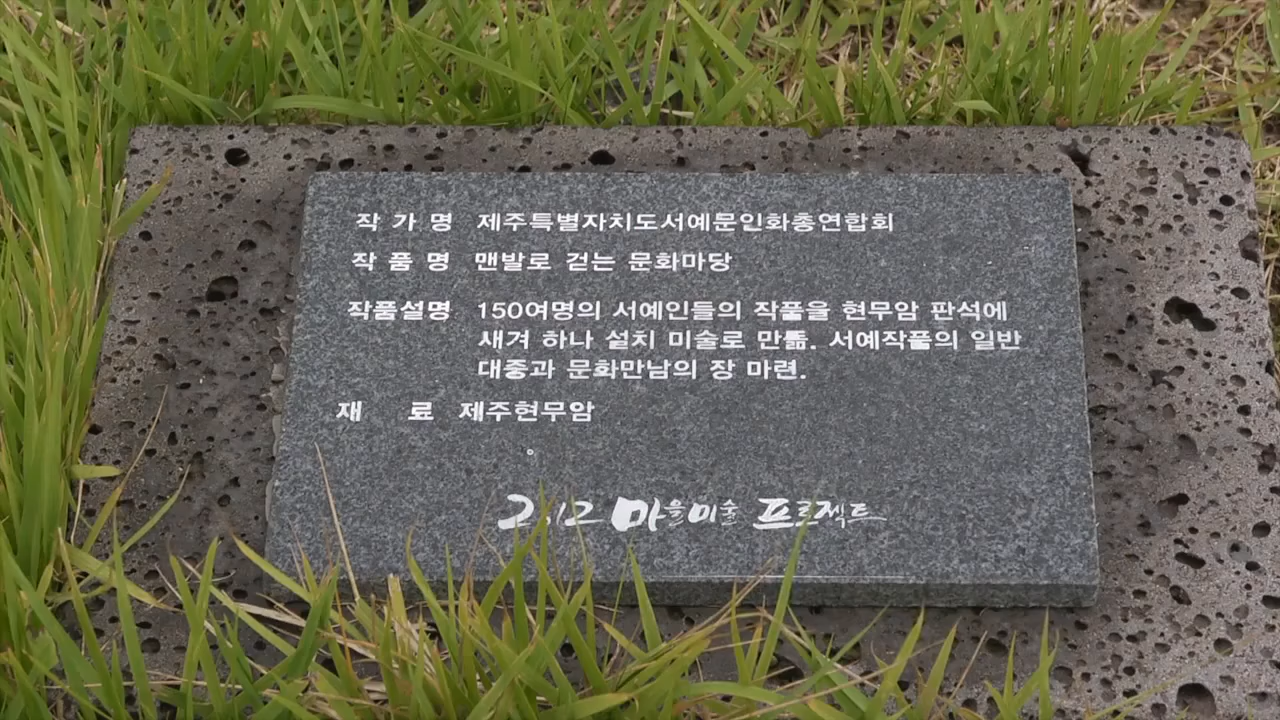 작 가 명 제주특별자치도서예문인화총연합회
작 품 명 맨발로 걷는 문화마당
작품설명 150여명의 서예인들의 작품을 현무암 판석에
새겨 하나 설치 미술로 만듦. 서예작품의 일반
대중과 문화만남의 장 마련.
재 료 제주현무암
2012 마을미술 프로젝트